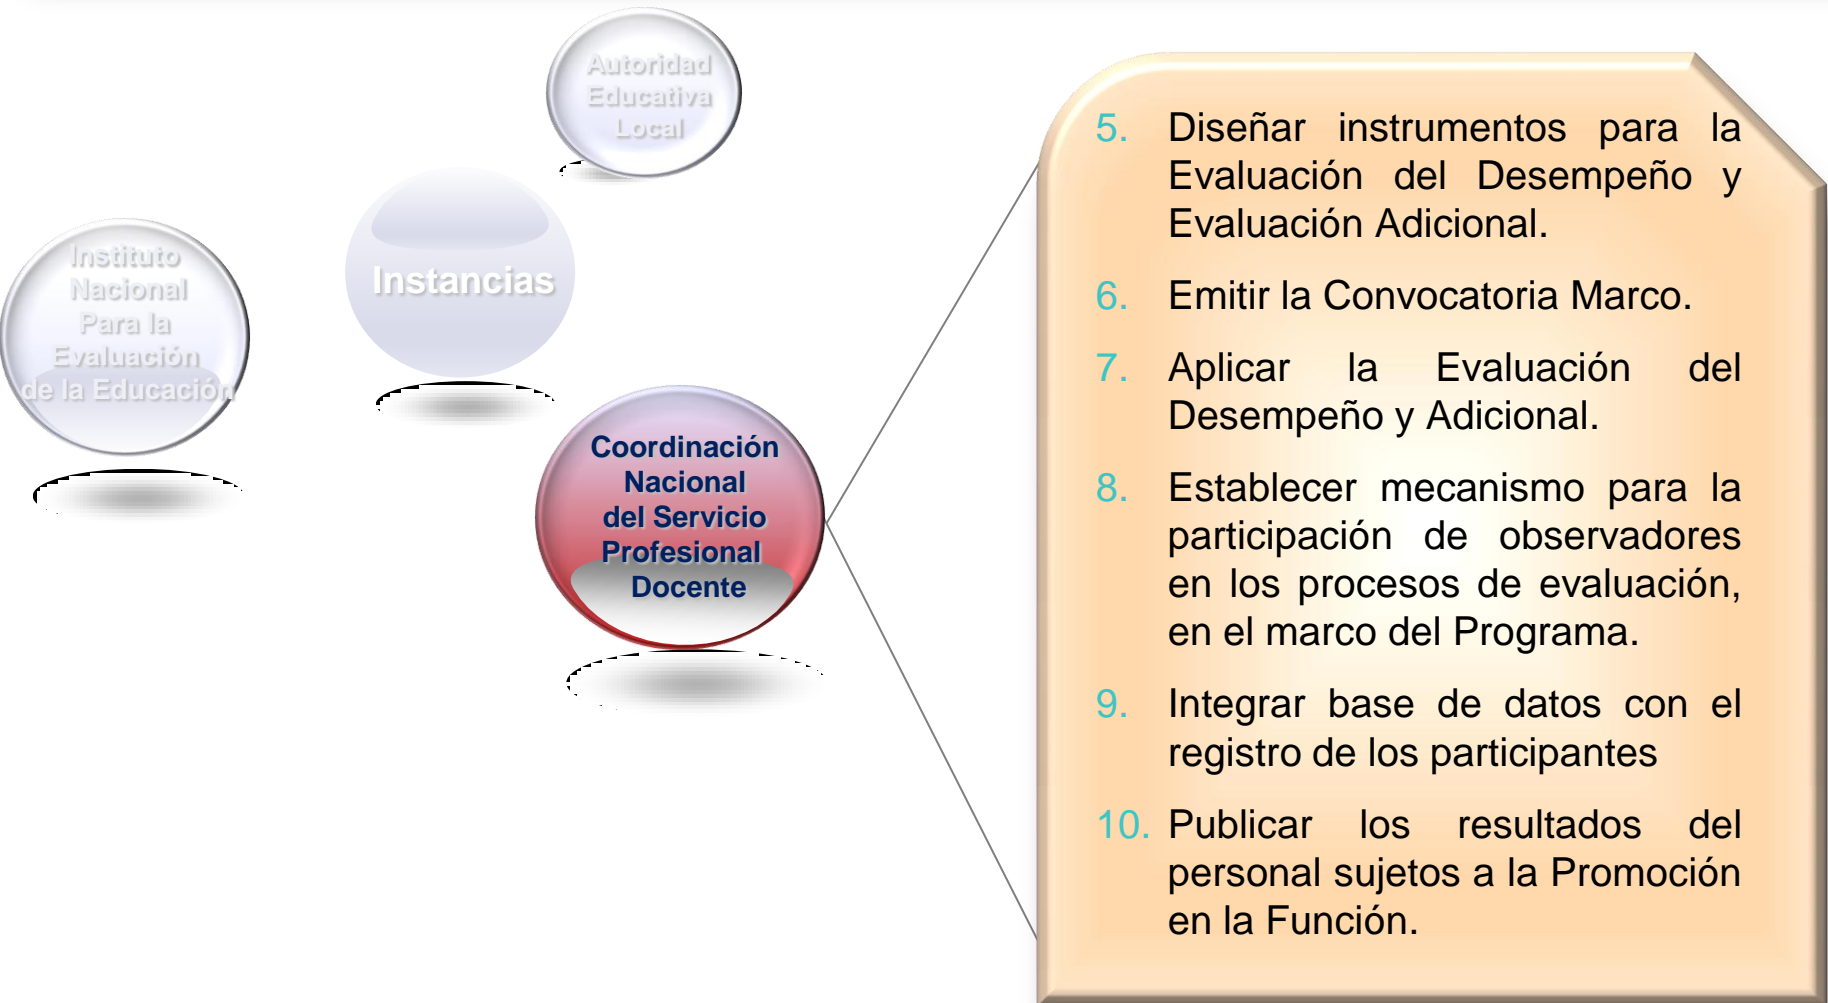 Autoridad
Educativa
Local
Instituto
Nacional
Para la
Evaluación
de la Educación
Instancias
Coordinación
Nacional
del Servicio
Profesional
Docente
5. Diseñar instrumentos para la
Evaluación del Desempeño y
Evaluación Adicional.
6. Emitir la Convocatoria Marco.
7. Aplicar la Evaluación del
Desempeño y Adicional.
8. Establecer mecanismo para la
participación de observadores
en los procesos de evaluación,
en el marco del Programa.
9. Integrar base de datos con el
registro de los participantes
10. Publicar los resultados del
personal sujetos a la Promoción
en la Función.